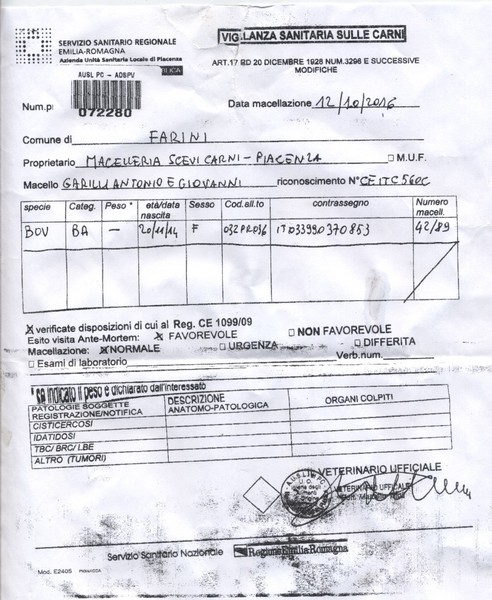 SERVIZIO SANITARIO REGIONALE
EMILIA-ROMAGNA
Azienda Unità Sanitaria Locale di Piacenza
VIGILANZA SANITARIA SULLE CARNI
ART.17 RD 20 DICEMBRE 1928 NUM.3298 E SUCCESSIVE
MODIFICHE
AUSL PC - ADSPV
072280
Num.pr
Data macellazione 12/10/2016
Comune di FARINI
Proprietario MACELLERIA SCEVI CARNI - PIACENZA M.U.F.
Macello GARILLI ANTONIO E GIOVANNI riconoscimento N° CE IT C560C
specie Categ. Peso * età/data nascita Sesso Cod.all.to contrassegno Numero macell.
BOV BA — 20/11/14 F 032PR036 IT033990370853 42/89
X verificate disposizioni di cui al Reg. CE 1099/09
Esito visita Ante-Mortem: X FAVOREVOLE NON FAVOREVOLE
Macellazione: X NORMALE URGENZA DIFFERITA
Esami di laboratorio Verb.num.
* se indicato il peso è dichiarato dall'interessato
PATOLOGIE SOGGETTE REGISTRAZIONE/NOTIFICA DESCRIZIONE ANATOMO-PATOLOGICA ORGANI COLPITI
CISTICERCOSI
IDATIDOSI
TBC/ BRC/ LBE
ALTRO (TUMORI)
VETERINARIO UFFICIALE
VETERINARIO UFFICIALE
Servizio Sanitario Nazionale Regione Emilia-Romagna
Mod. E2405